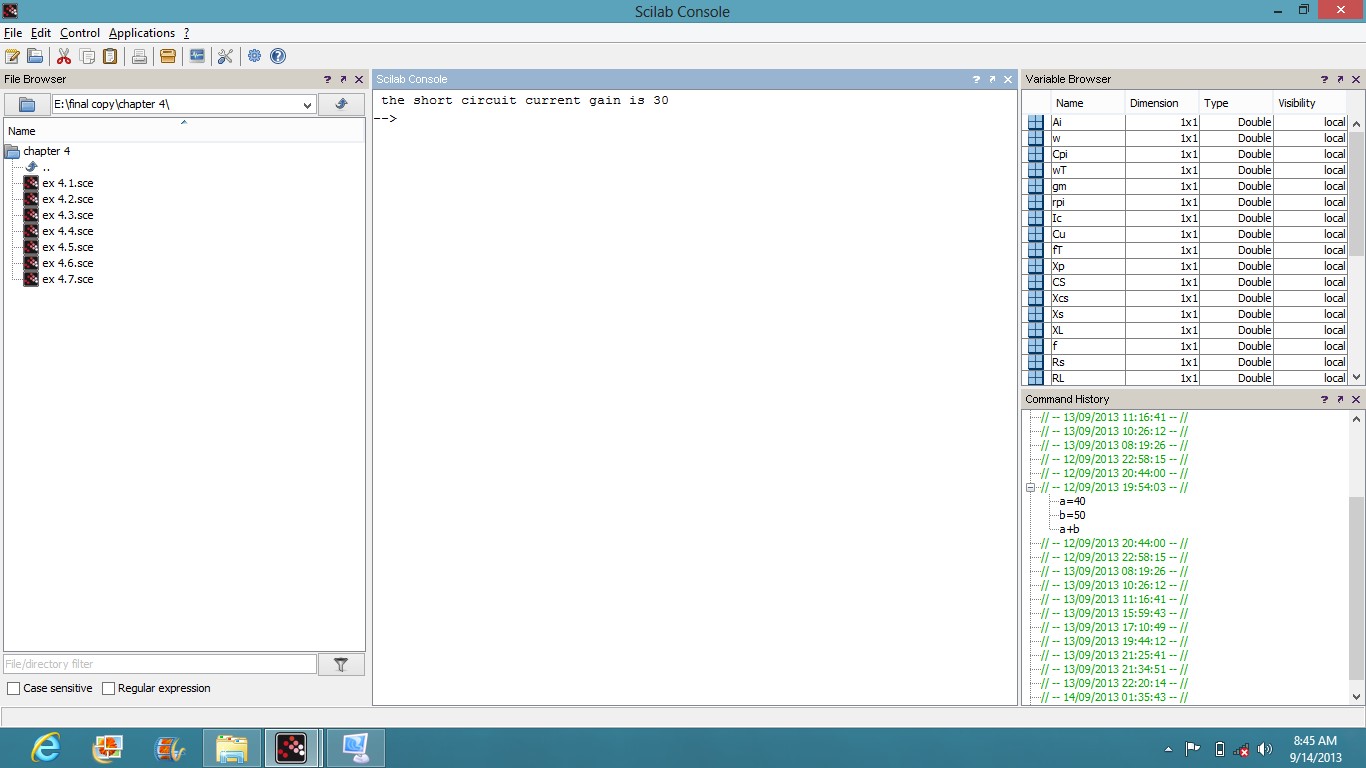 Scilab Console
File Edit Control Applications ?
File Browser
E:\final copy\chapter 4\
Name
chapter 4
..
ex 4.1.sce
ex 4.2.sce
ex 4.3.sce
ex 4.4.sce
ex 4.5.sce
ex 4.6.sce
ex 4.7.sce
File/directory filter
Case sensitive Regular expression
Scilab Console
the short circuit current gain is 30
-->
Variable Browser
Name Dimension Type Visibility
Ai 1x1 Double local
w 1x1 Double local
Cpi 1x1 Double local
wT 1x1 Double local
gm 1x1 Double local
rpi 1x1 Double local
Ic 1x1 Double local
Cu 1x1 Double local
fT 1x1 Double local
Xp 1x1 Double local
CS 1x1 Double local
Xcs 1x1 Double local
Xs 1x1 Double local
XL 1x1 Double local
f 1x1 Double local
Rs 1x1 Double local
RL 1x1 Double local
Command History
// -- 13/09/2013 11:16:41 -- //
// -- 13/09/2013 10:26:12 -- //
// -- 13/09/2013 08:19:26 -- //
// -- 12/09/2013 22:58:15 -- //
// -- 12/09/2013 20:44:00 -- //
// -- 12/09/2013 19:54:03 -- //
a=40
b=50
a+b
// -- 12/09/2013 20:44:00 -- //
// -- 12/09/2013 22:58:15 -- //
// -- 13/09/2013 08:19:26 -- //
// -- 13/09/2013 10:26:12 -- //
// -- 13/09/2013 11:16:41 -- //
// -- 13/09/2013 15:59:43 -- //
// -- 13/09/2013 17:10:49 -- //
// -- 13/09/2013 19:44:12 -- //
// -- 13/09/2013 21:25:41 -- //
// -- 13/09/2013 21:34:51 -- //
// -- 13/09/2013 22:20:14 -- //
// -- 14/09/2013 01:35:43 -- //
8:45 AM
9/14/2013